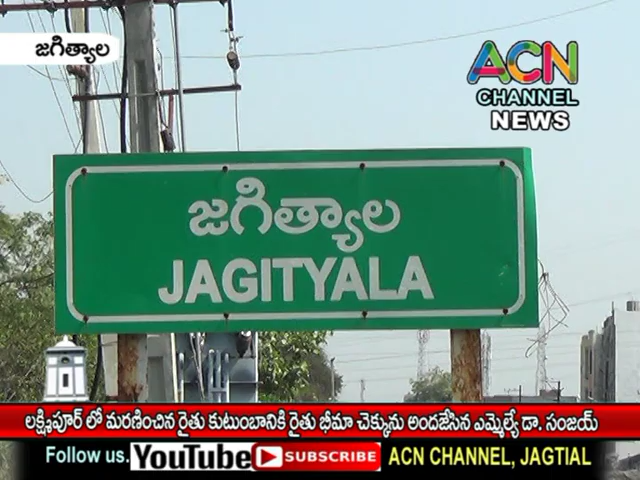 జగిత్యాల
ACN
CHANNEL
NEWS
జగిత్యాల
JAGITYALA
లక్ష్మిపూర్ లో మరణించిన రైతు కుటుంబానికి రైతు భీమా చెక్కును అందజేసిన ఎమ్మెల్యే డా. సంజయ్
Follow us. YouTube SUBSCRIBE ACN CHANNEL, JAGTIAL